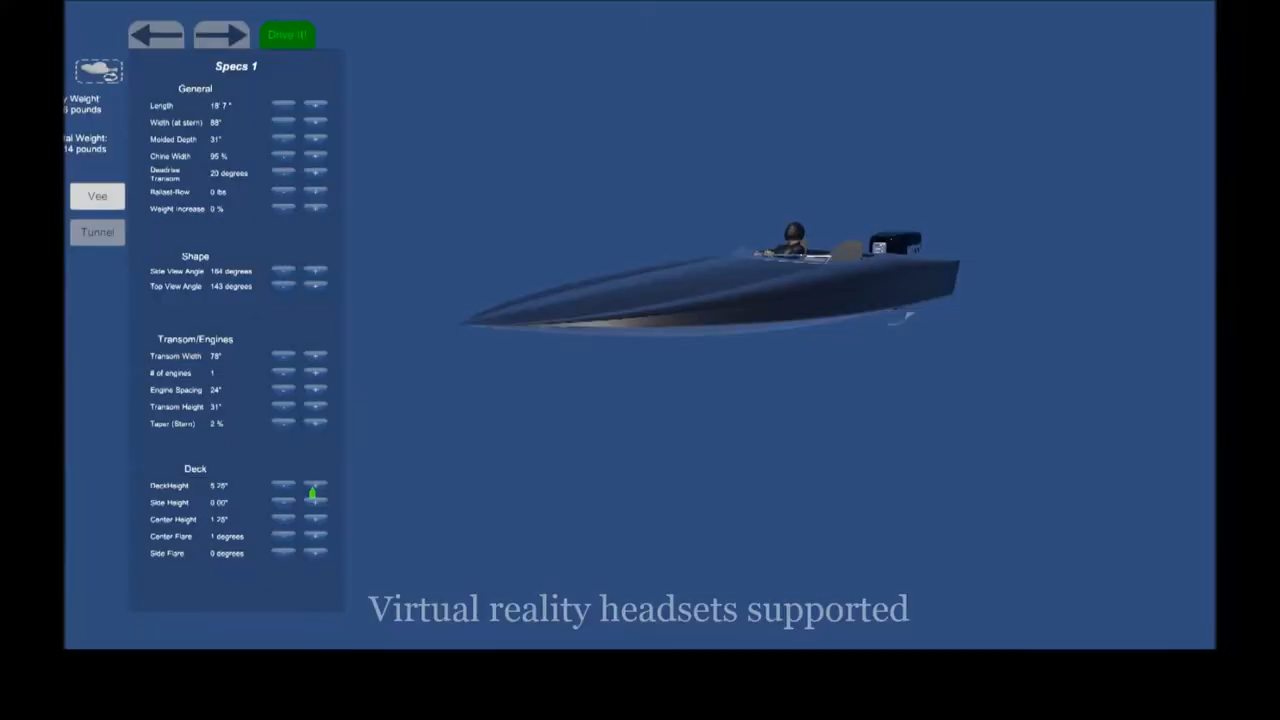 Drive It!
Specs 1
General
y Weight
6 pounds
Length 18' 7 "
Width (at stern) 88"
Molded Depth 31"
al Weight:
14 pounds
Chine Width 95 %
Deadrise Transom 20 degrees
Ballast-Bow 0 lbs
Weight Increase 0 %
Vee
Tunnel
Shape
Side View Angle 164 degrees
Top View Angle 143 degrees
Transom/Engines
Transom Width 78"
# of engines 1
Engine Spacing 24"
Transom Height 31"
Taper (Stern) 2 %
Deck
DeckHeight 5.25"
Side Height 0.00"
Center Height 1.25"
Center Flare 1 degrees
Side Flare 0 degrees
Virtual reality headsets supported